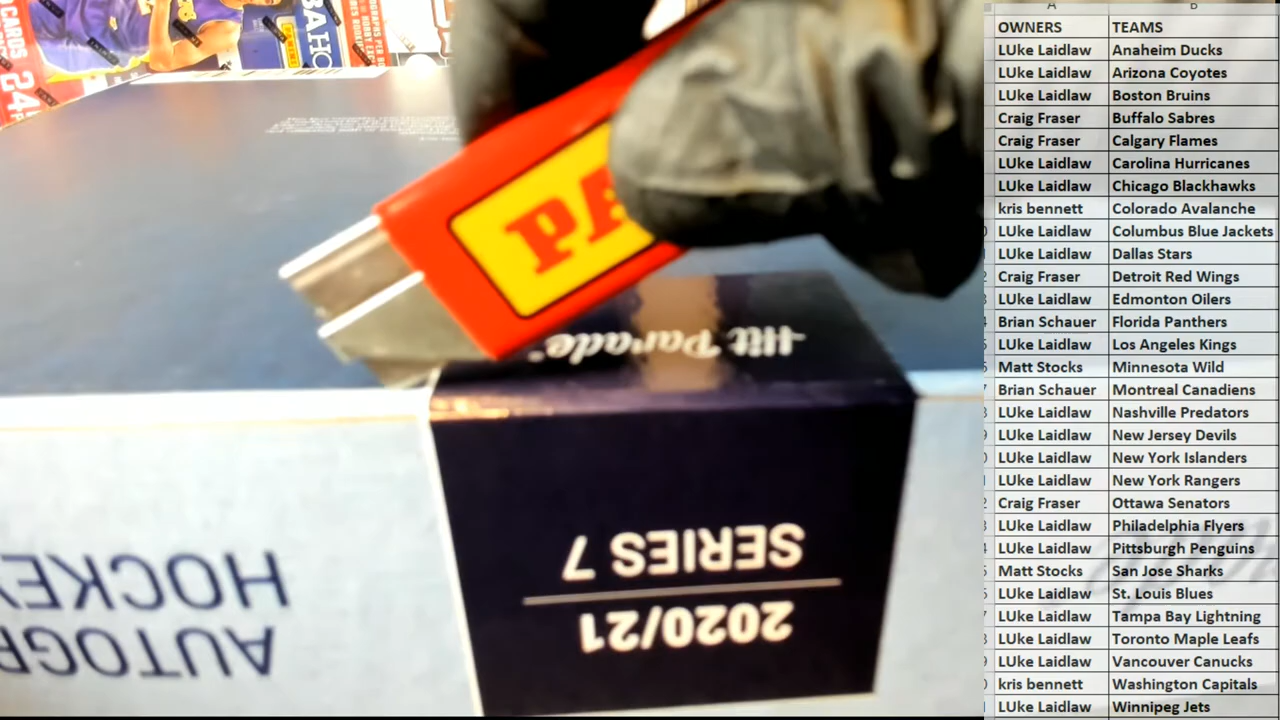 A B
OWNERS TEAMS
LUke Laidlaw Anaheim Ducks
LUke Laidlaw Arizona Coyotes
LUke Laidlaw Boston Bruins
Craig Fraser Buffalo Sabres
Craig Fraser Calgary Flames
LUke Laidlaw Carolina Hurricanes
LUke Laidlaw Chicago Blackhawks
kris bennett Colorado Avalanche
LUke Laidlaw Columbus Blue Jackets
LUke Laidlaw Dallas Stars
Craig Fraser Detroit Red Wings
LUke Laidlaw Edmonton Oilers
Brian Schauer Florida Panthers
LUke Laidlaw Los Angeles Kings
Matt Stocks Minnesota Wild
Brian Schauer Montreal Canadiens
LUke Laidlaw Nashville Predators
LUke Laidlaw New Jersey Devils
LUke Laidlaw New York Islanders
LUke Laidlaw New York Rangers
Craig Fraser Ottawa Senators
LUke Laidlaw Philadelphia Flyers
LUke Laidlaw Pittsburgh Penguins
Matt Stocks San Jose Sharks
LUke Laidlaw St. Louis Blues
LUke Laidlaw Tampa Bay Lightning
LUke Laidlaw Toronto Maple Leafs
LUke Laidlaw Vancouver Canucks
kris bennett Washington Capitals
LUke Laidlaw Winnipeg Jets
Hit Parade
2020/21
SERIES 7
AUTOGR
HOCKEY
PA
CARDS
24